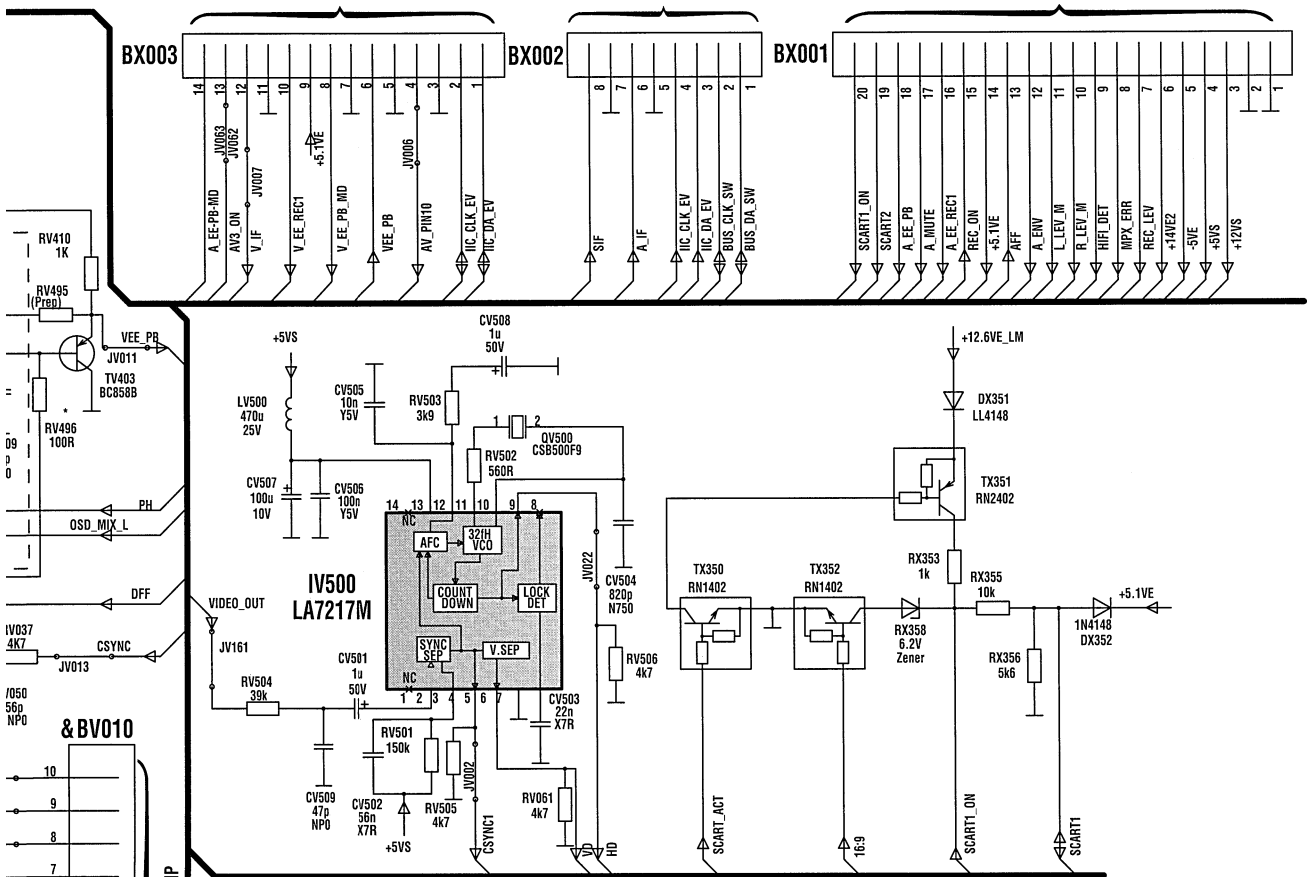 BX003
BX002
BX001
14 13 12 11 10 9 8 7 6 5 4 3 2 1
8 7 6 5 4 3 2 1
20 19 18 17 16 15 14 13 12 11 10 9 8 7 6 5 4 3 2 1
JV063
JV062
JV007
+5.1VE
JV006
A_EE-PB-MD
AV3_ON
V_IF
V_EE_REC1
V_EE_PB_MD
VEE_PB
AV_PIN10
IIC_CLK_EV
IIC_DA_EV
SIF
A_IF
IIC_CLK_EV
IIC_DA_EV
BUS_CLK_SW
BUS_DA_SW
SCART1_ON
SCART2
A_EE_PB
A_MUTE
A_EE_REC1
REC_ON
+5.1VE
AFF
A_ENV
L_LEV_M
R_LEV_M
HIFI_DET
MPX_ERR
REC_LEV
+14VE2
-5VE
+5VS
+12VS
RV410
1K
RV495
(Prep)
VEE_PB
JV011
TV403
BC858B
*
RV496
100R
09
p
0
PH
OSD_MIX_L
DFF
RV037
4K7
JV013
CSYNC
V050
56p
NP0
&BV010
10
9
8
7
IP
+5VS
LV500
470u
25V
CV507
100u
10V
CV506
100n
Y5V
CV505
10n
Y5V
CV508
1u
50V
RV503
3k9
RV502
560R
1 2
QV500
CSB500F9
14 13 12 11 10 9 8
NC
AFC
32fH
VCO
COUNT
DOWN
LOCK
DET
SYNC
SEP
V.SEP
NC
1 2 3 4 5 6 7
IV500
LA7217M
JV022
CV504
820p
N750
VIDEO_OUT
JV161
RV504
39k
CV501
1u
50V
CV509
47p
NP0
RV501
150k
CV502
56n
X7R
+5VS
RV505
4k7
JV002
CSYNC1
CV503
22n
X7R
RV061
4k7
VD
HD
RV506
4k7
+12.6VE_LM
DX351
LL4148
TX351
RN2402
RX353
1k
TX350
RN1402
TX352
RN1402
RX358
6.2V
Zener
RX355
10k
+5.1VE
1N4148
DX352
RX356
5k6
SCART_ACT
16:9
SCART1_ON
SCART1